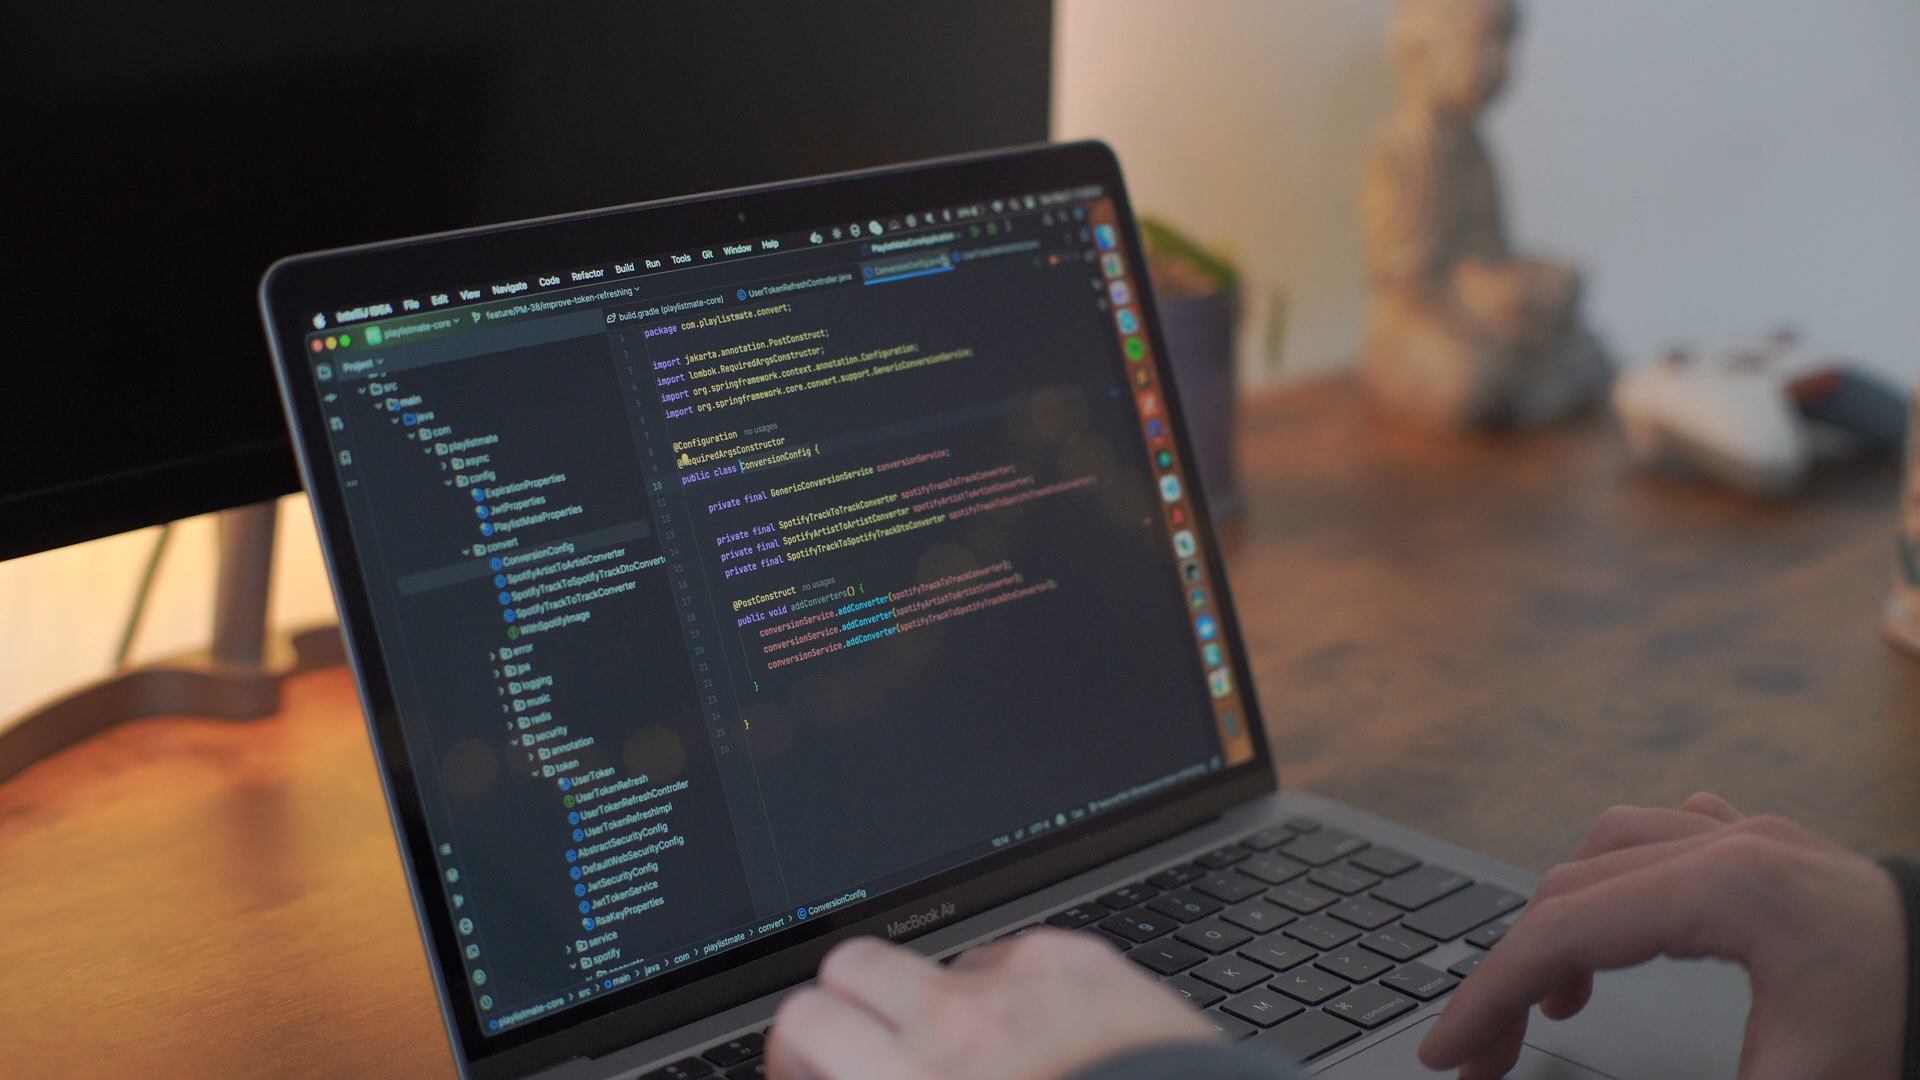 IntelliJ IDEA File Edit View Navigate Code Refactor Build Run Tools Git Window Help
playlistmate-core feature/PM-38/improve-token-refreshing
Project
src
main
java
com
playlistmate
async
config
ExpirationProperties
JwtProperties
PlaylistMateProperties
convert
ConversionConfig
SpotifyArtistToArtistConverter
SpotifyTrackToSpotifyTrackDtoConverte
SpotifyTrackToTrackConverter
WithSpotifyImage
error
jpa
logging
music
redis
security
annotation
token
UserToken
UserTokenRefresh
UserTokenRefreshController
UserTokenRefreshImpl
AbstractSecurityConfig
DefaultWebSecurityConfig
JwtSecurityConfig
JwtTokenService
RsaKeyProperties
service
spotify
build.gradle (playlistmate-core) UserTokenRefreshController.java ConversionConfig.java
package com.playlistmate.convert;
import jakarta.annotation.PostConstruct;
import lombok.RequiredArgsConstructor;
import org.springframework.context.annotation.Configuration;
import org.springframework.core.convert.support.GenericConversionService;
@Configuration no usages
@RequiredArgsConstructor
public class ConversionConfig {
private final GenericConversionService conversionService;
private final SpotifyTrackToTrackConverter spotifyTrackToTrackConverter;
private final SpotifyArtistToArtistConverter spotifyArtistToArtistConverter;
private final SpotifyTrackToSpotifyTrackDtoConverter spotifyTrackToSpotifyTrackDtoConverter;
@PostConstruct no usages
public void addConverters() {
conversionService.addConverter(spotifyTrackToTrackConverter);
conversionService.addConverter(spotifyArtistToArtistConverter);
conversionService.addConverter(spotifyTrackToSpotifyTrackDtoConverter);
}
}
playlistmate-core > src > main > java > com > playlistmate > convert > ConversionConfig
MacBook Air
command option